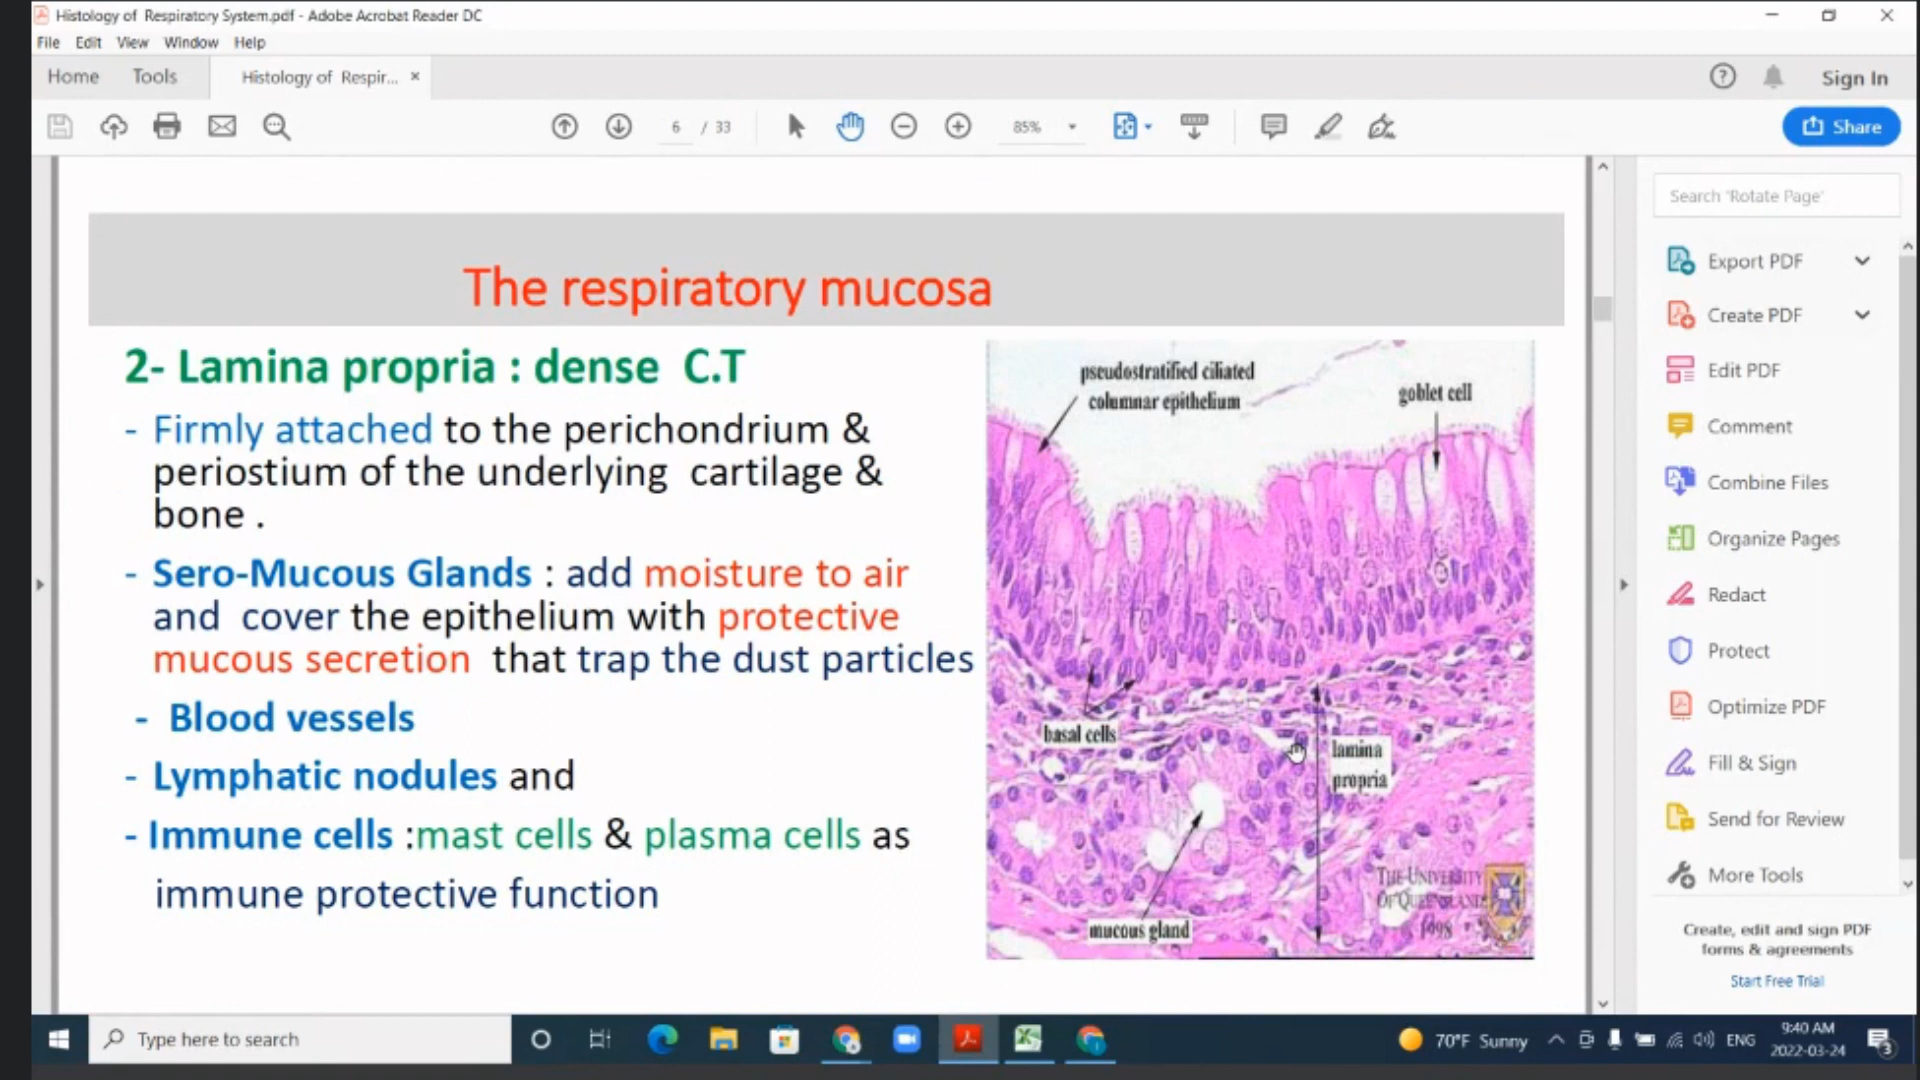 Histology of Respiratory System.pdf - Adobe Acrobat Reader DC
File Edit View Window Help
Home Tools Histology of Respir... ×
Sign In
6 / 33 85%
Share
The respiratory mucosa
2- Lamina propria : dense C.T
- Firmly attached to the perichondrium &
periostium of the underlying cartilage &
bone .
- Sero-Mucous Glands : add moisture to air
and cover the epithelium with protective
mucous secretion that trap the dust particles
- Blood vessels
- Lymphatic nodules and
- Immune cells :mast cells & plasma cells as
immune protective function
pseudostratified ciliated
columnar epithelium
goblet cell
basal cells
lamina
propria
mucous gland
THE UNIVERSITY
OF QUEENSLAND
1998
Search 'Rotate Page'
Export PDF
Create PDF
Edit PDF
Comment
Combine Files
Organize Pages
Redact
Protect
Optimize PDF
Fill & Sign
Send for Review
More Tools
Create, edit and sign PDF
forms & agreements
Start Free Trial
Type here to search
70°F Sunny
ENG
9:40 AM
2022-03-24
3